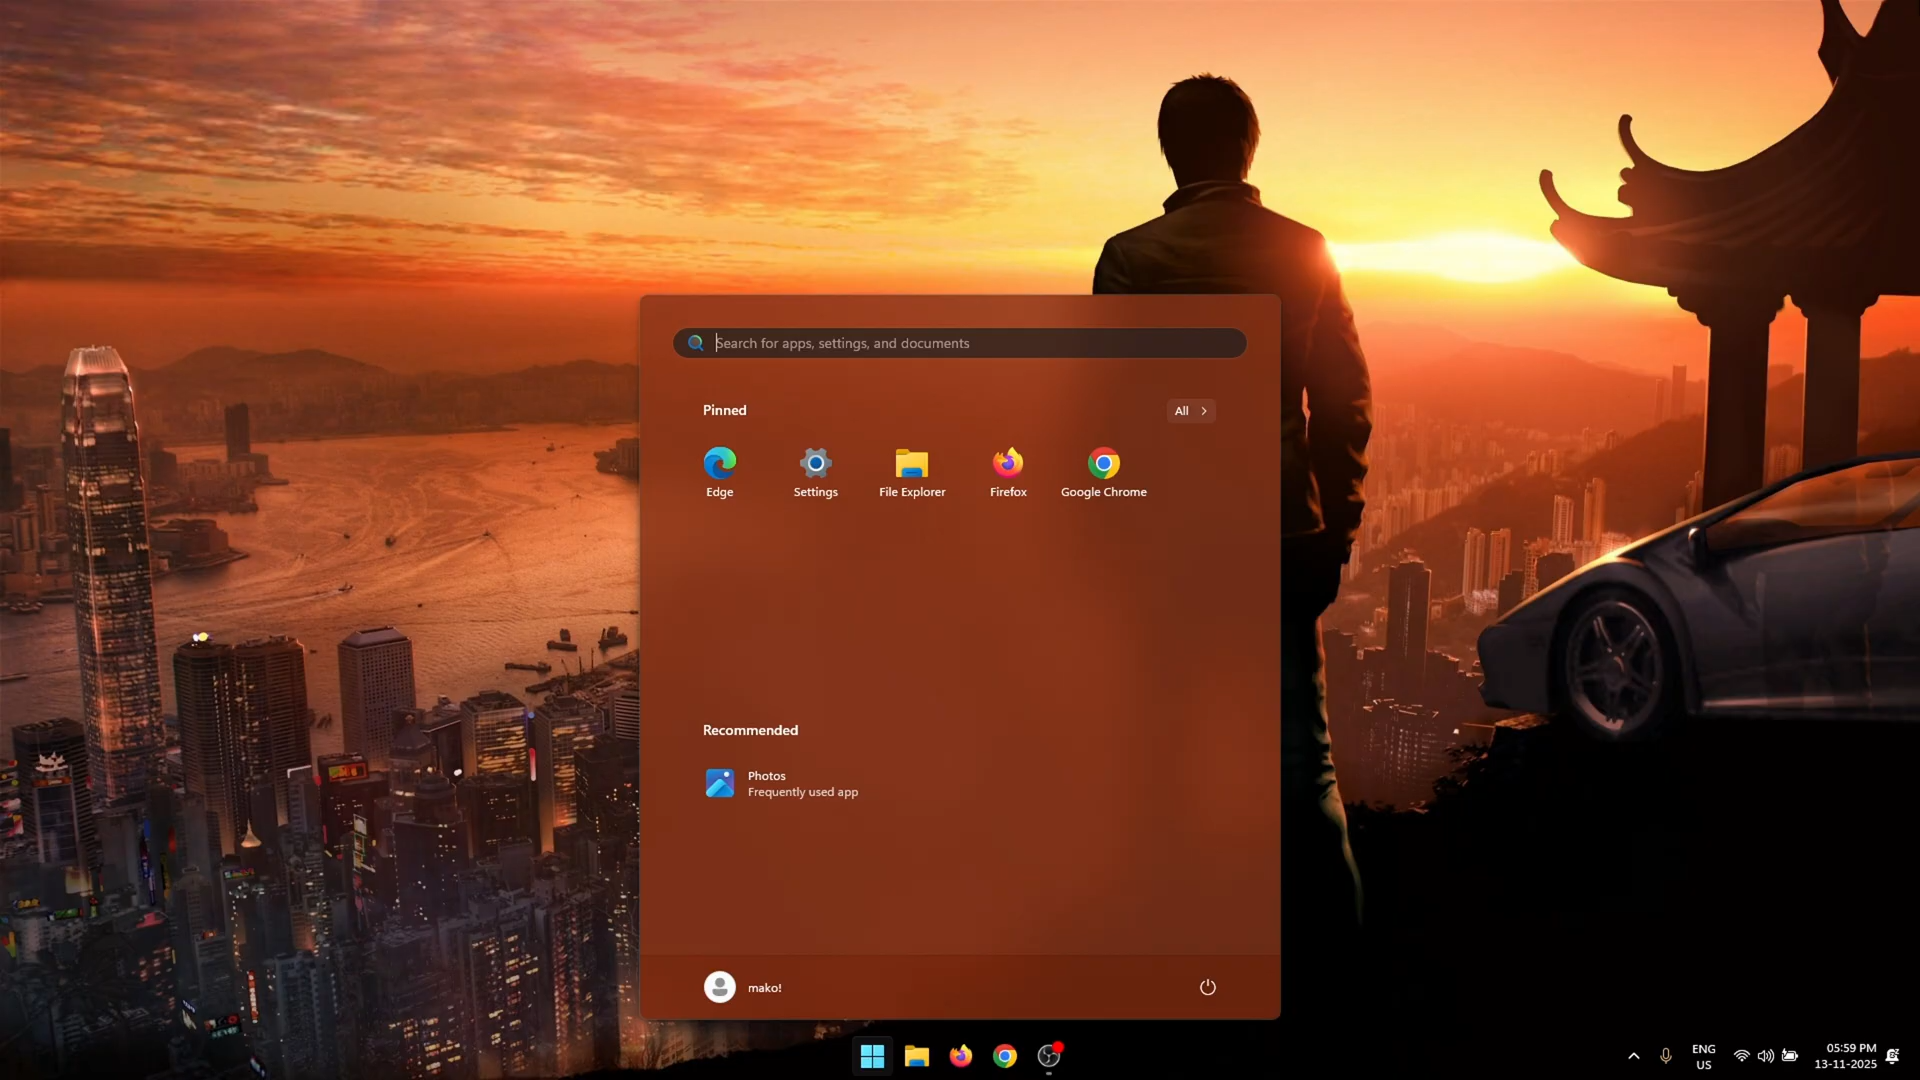 Search for apps, settings, and documents
Pinned
All
Edge
Settings
File Explorer
Firefox
Google Chrome
Recommended
Photos
Frequently used app
mako!
ENG
US
05:59 PM
13-11-2025